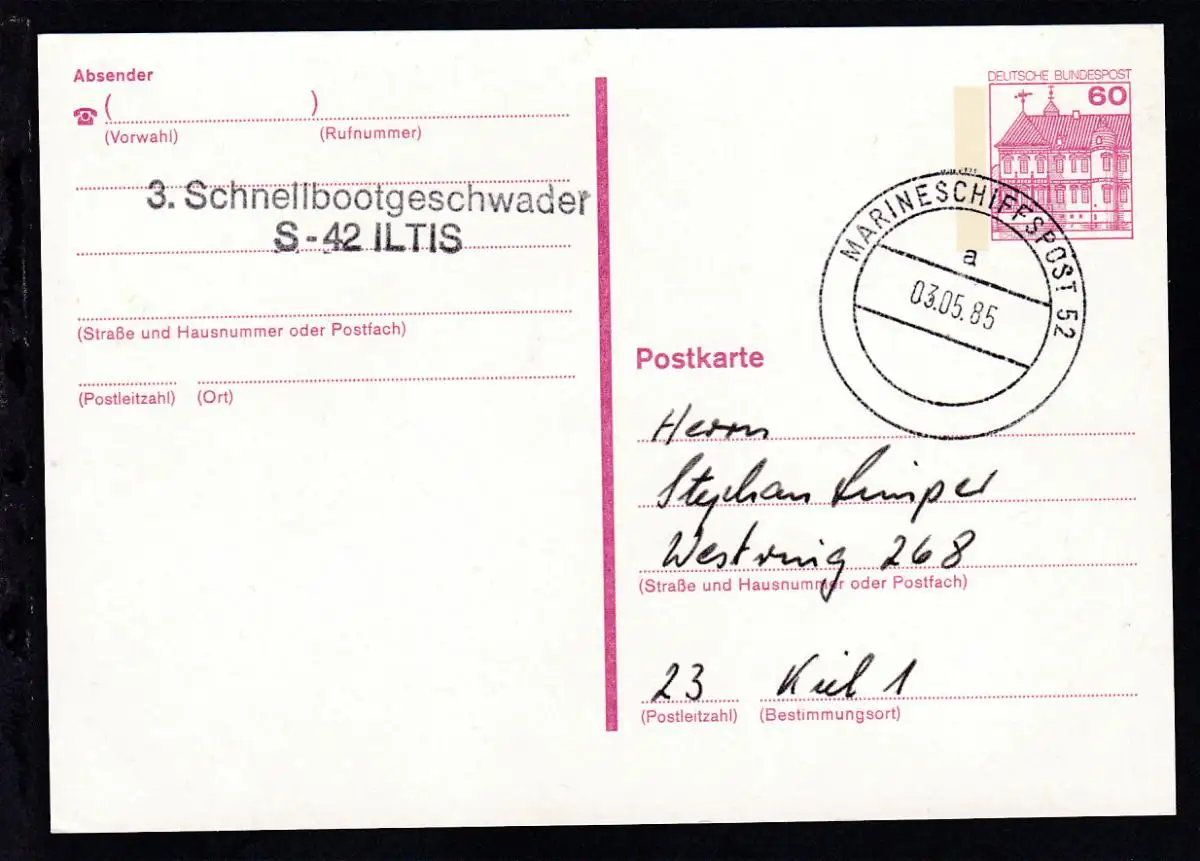 Absender
( )
(Vorwahl) (Rufnummer)
3. Schnellbootgeschwader
S-42 ILTIS
(Straße und Hausnummer oder Postfach)
(Postleitzahl) (Ort)
DEUTSCHE BUNDESPOST
60
MARINESCHIFFSPOST 52
a
03.05.85
Postkarte
Herrn
Stephan
Westring 268
(Straße und Hausnummer oder Postfach)
23 Kiel 1
(Postleitzahl) (Bestimmungsort)